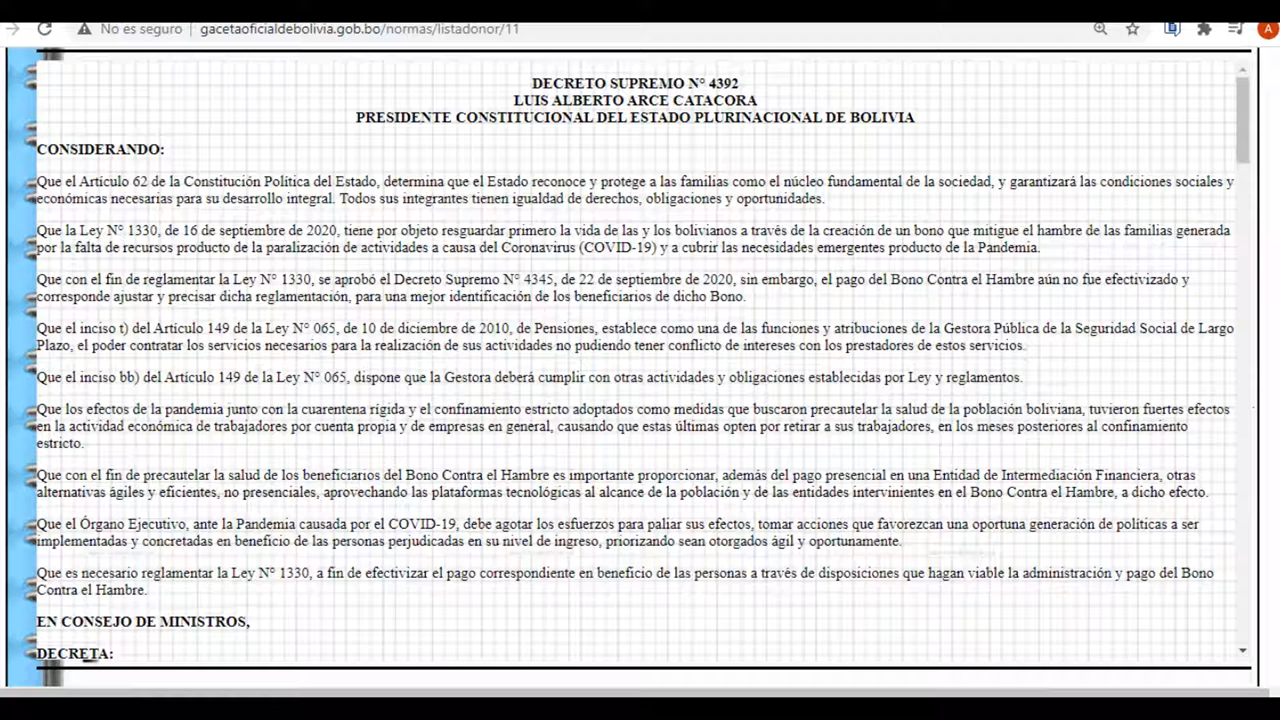 No es seguro
gacetaoficialdebolivia.gob.bo/normas/listadonor/11
A
DECRETO SUPREMO N° 4392
LUIS ALBERTO ARCE CATACORA
PRESIDENTE CONSTITUCIONAL DEL ESTADO PLURINACIONAL DE BOLIVIA
CONSIDERANDO:
Que el Artículo 62 de la Constitución Política del Estado, determina que el Estado reconoce y protege a las familias como el núcleo fundamental de la sociedad, y garantizará las condiciones sociales y
económicas necesarias para su desarrollo integral. Todos sus integrantes tienen igualdad de derechos, obligaciones y oportunidades.
Que la Ley N° 1330, de 16 de septiembre de 2020, tiene por objeto resguardar primero la vida de las y los bolivianos a través de la creación de un bono que mitigue el hambre de las familias generada
por la falta de recursos producto de la paralización de actividades a causa del Coronavirus (COVID-19) y a cubrir las necesidades emergentes producto de la Pandemia.
Que con el fin de reglamentar la Ley N° 1330, se aprobó el Decreto Supremo N° 4345, de 22 de septiembre de 2020, sin embargo, el pago del Bono Contra el Hambre aún no fue efectivizado y
corresponde ajustar y precisar dicha reglamentación, para una mejor identificación de los beneficiarios de dicho Bono.
Que el inciso t) del Artículo 149 de la Ley N° 065, de 10 de diciembre de 2010, de Pensiones, establece como una de las funciones y atribuciones de la Gestora Pública de la Seguridad Social de Largo
Plazo, el poder contratar los servicios necesarios para la realización de sus actividades no pudiendo tener conflicto de intereses con los prestadores de estos servicios.
Que el inciso bb) del Artículo 149 de la Ley N° 065, dispone que la Gestora deberá cumplir con otras actividades y obligaciones establecidas por Ley y reglamentos.
Que los efectos de la pandemia junto con la cuarentena rígida y el confinamiento estricto adoptados como medidas que buscaron precautelar la salud de la población boliviana, tuvieron fuertes efectos
en la actividad económica de trabajadores por cuenta propia y de empresas en general, causando que estas últimas opten por retirar a sus trabajadores, en los meses posteriores al confinamiento
estricto.
Que con el fin de precautelar la salud de los beneficiarios del Bono Contra el Hambre es importante proporcionar, además del pago presencial en una Entidad de Intermediación Financiera, otras
alternativas ágiles y eficientes, no presenciales, aprovechando las plataformas tecnológicas al alcance de la población y de las entidades intervinientes en el Bono Contra el Hambre, a dicho efecto.
Que el Órgano Ejecutivo, ante la Pandemia causada por el COVID-19, debe agotar los esfuerzos para paliar sus efectos, tomar acciones que favorezcan una oportuna generación de políticas a ser
implementadas y concretadas en beneficio de las personas perjudicadas en su nivel de ingreso, priorizando sean otorgados ágil y oportunamente.
Que es necesario reglamentar la Ley N° 1330, a fin de efectivizar el pago correspondiente en beneficio de las personas a través de disposiciones que hagan viable la administración y pago del Bono
Contra el Hambre.
EN CONSEJO DE MINISTROS,
DECRETA: